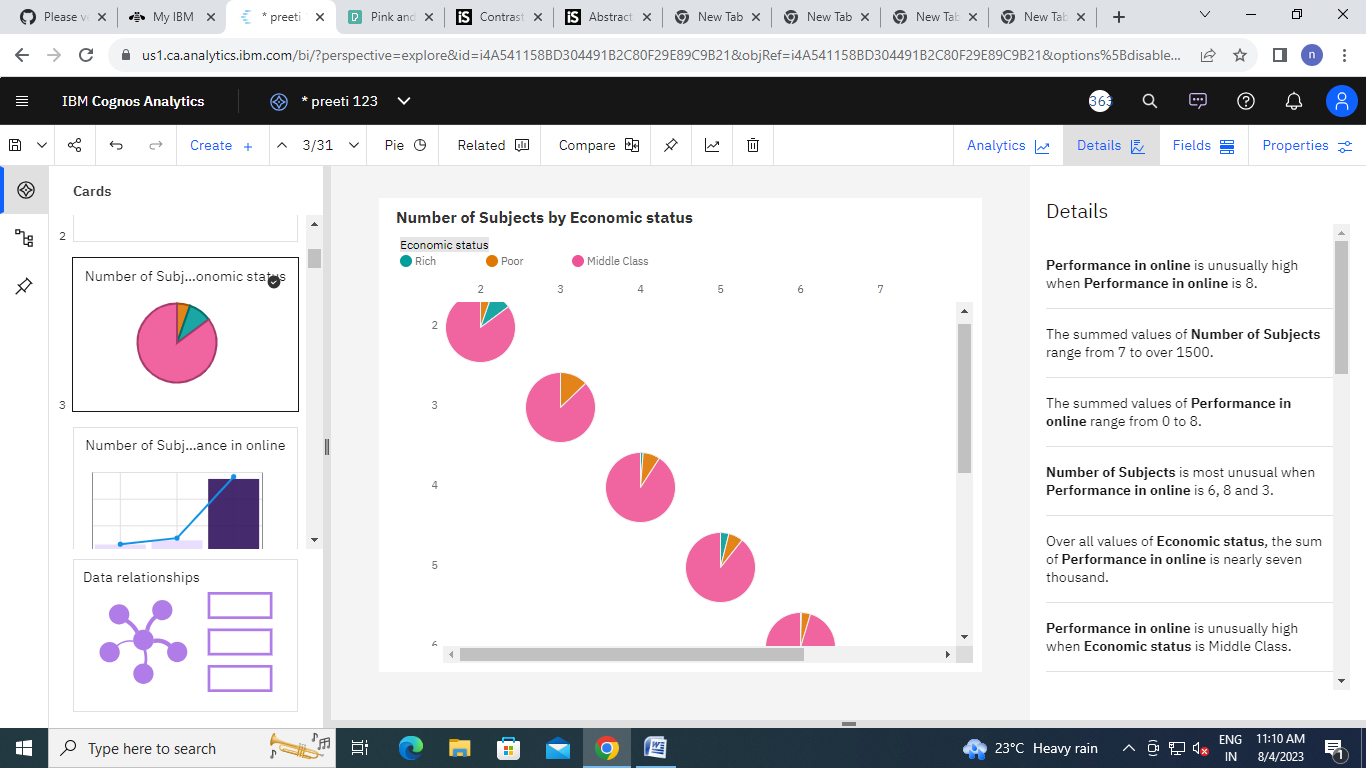 Please ve
My IBM
* preeti
Pink and
Contrast
Abstract
New Tab
New Tab
New Tab
New Tab
us1.ca.analytics.ibm.com/bi/?perspective=explore&id=i4A541158BD304491B2C80F29E89C9B21&objRef=i4A541158BD304491B2C80F29E89C9B21&options%5Bdisable...
n
IBM Cognos Analytics
* preeti 123
363
Create +
3/31
Pie
Related
Compare
Analytics
Details
Fields
Properties
Cards
2
Number of Subj...onomic status
3
Number of Subj...ance in online
Data relationships
Number of Subjects by Economic status
Economic status
Rich
Poor
Middle Class
2 3 4 5 6 7
2
3
4
5
6
Details
Performance in online is unusually high
when Performance in online is 8.
The summed values of Number of Subjects
range from 7 to over 1500.
The summed values of Performance in
online range from 0 to 8.
Number of Subjects is most unusual when
Performance in online is 6, 8 and 3.
Over all values of Economic status, the sum
of Performance in online is nearly seven
thousand.
Performance in online is unusually high
when Economic status is Middle Class.
Type here to search
23°C Heavy rain
ENG
IN
11:10 AM
8/4/2023
1